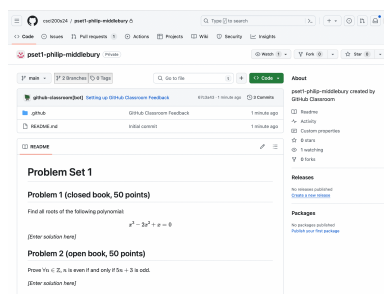 csci200s24 / pset1-philip-middlebury
Type / to search
Code Issues Pull requests Actions Projects Wiki Security Insights
pset1-philip-middlebury Private
Watch 1 Fork 0 Star 0
main 2 Branches 0 Tags Go to file Code
github-classroom[bot] Setting up GitHub Classroom Feedback 1 minute ago 2 Commits
.github GitHub Classroom Feedback 1 minute ago
README.md Initial commit 1 minute ago
README
Problem Set 1
Problem 1 (closed book, 50 points)
Find all roots of the following polynomial:
x³ − 2x² + x = 0
[Enter solution here]
Problem 2 (open book, 50 points)
Prove ∀n ∈ ℤ, n is even if and only if 5n + 3 is odd.
[Enter solution here]
About
pset1-philip-middlebury created by
GitHub Classroom
Readme
Activity
Custom properties
0 stars
1 watching
0 forks
Releases
No releases published
Create a new release
Packages
No packages published
Publish your first package